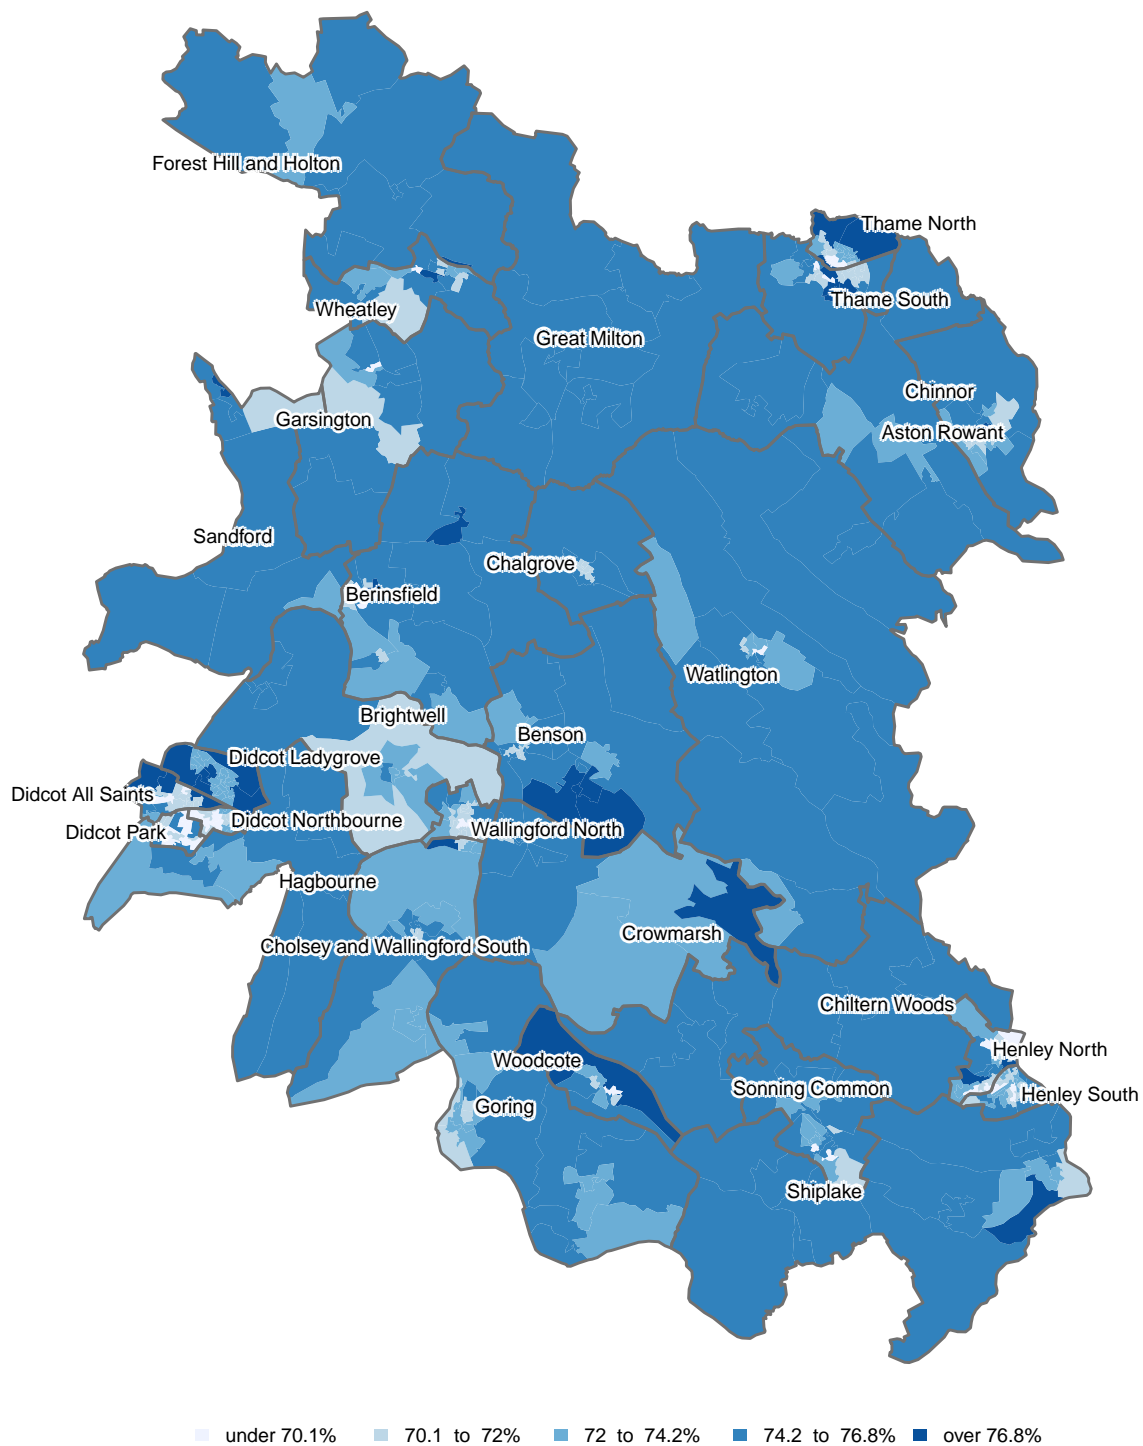 Forest Hill and Holton
Thame North
Thame South
Wheatley
Great Milton
Chinnor
Garsington
Aston Rowant
Sandford
Chalgrove
Berinsfield
Watlington
Brightwell
Benson
Didcot Ladygrove
Didcot All Saints
Didcot Northbourne
Wallingford North
Didcot Park
Hagbourne
Crowmarsh
Cholsey and Wallingford South
Chiltern Woods
Henley North
Woodcote
Sonning Common
Henley South
Goring
Shiplake
under 70.1% 70.1 to 72% 72 to 74.2% 74.2 to 76.8% over 76.8%